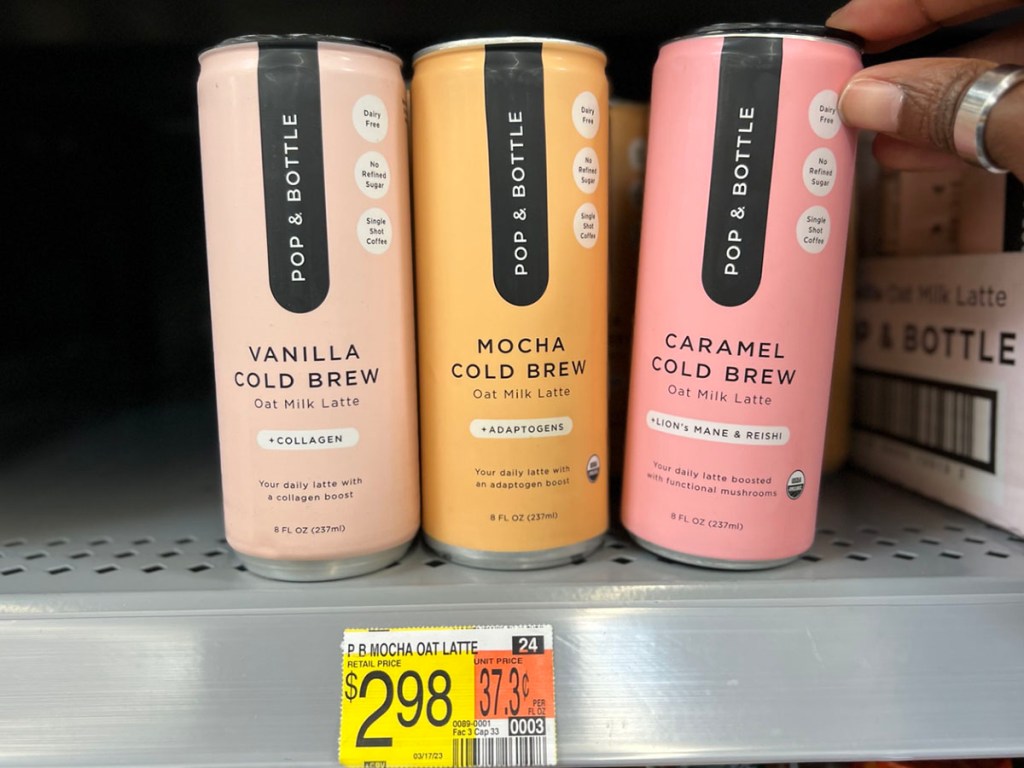 POP & BOTTLE
Dairy
Free
No
Refined
Sugar
Single
Shot
Coffee
VANILLA
COLD BREW
Oat Milk Latte
+COLLAGEN
Your daily latte with
a collagen boost
8 FL OZ (237ml)
POP & BOTTLE
Dairy
Free
No
Refined
Sugar
Single
Shot
Coffee
MOCHA
COLD BREW
Oat Milk Latte
+ADAPTOGENS
Your daily latte with
an adaptogen boost
USDA
ORGANIC
8 FL OZ (237ml)
POP & BOTTLE
Dairy
Free
No
Refined
Sugar
Single
Shot
Coffee
CARAMEL
COLD BREW
Oat Milk Latte
+LION's MANE & REISHI
Your daily latte boosted
with functional mushrooms
USDA
ORGANIC
8 FL OZ (237ml)
Oat Milk Latte
P & BOTTLE
P B MOCHA OAT LATTE 24
RETAIL PRICE UNIT PRICE
$2.98 37.3¢
PER
FL OZ
0089-0001
Fac 3 Cap 33 0003
03/17/23